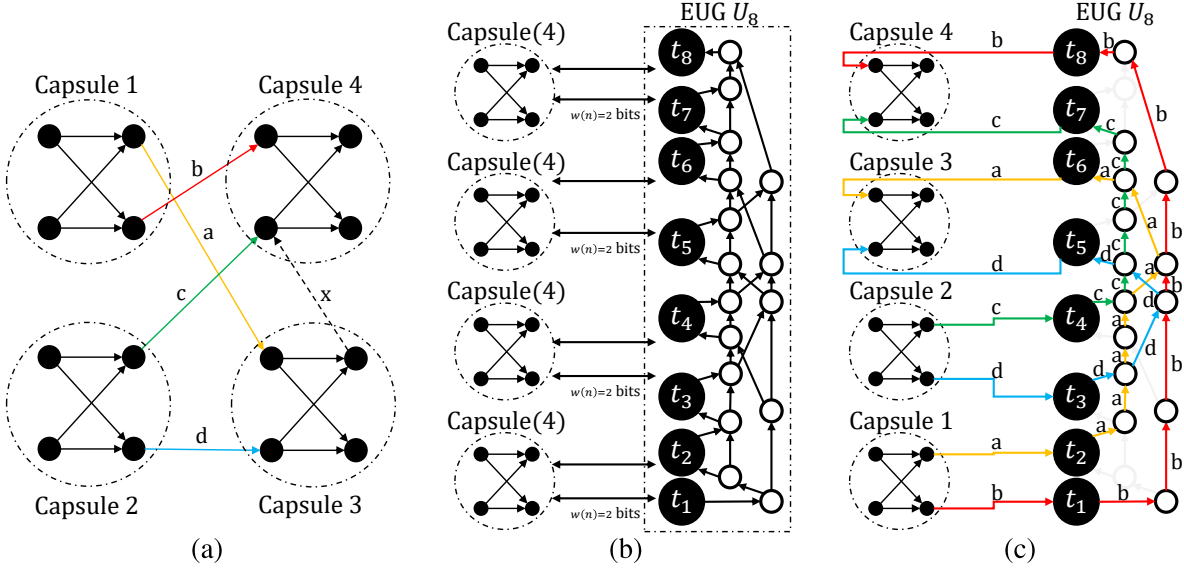 Capsule 1
Capsule 4
b
a
c
x
d
Capsule 2
Capsule 3
(a)
EUG U₈
Capsule(4)
w(n)=2 bits
Capsule(4)
w(n)=2 bits
Capsule(4)
w(n)=2 bits
Capsule(4)
w(n)=2 bits
t₈
t₇
t₆
t₅
t₄
t₃
t₂
t₁
(b)
EUG U₈
Capsule 4
b
t₈
b
b
c
t₇
c
Capsule 3
a
t₆
a
c
c
a
b
d
t₅
d
c
a
b
Capsule 2
c
t₄
c
c
d
b
a
a
d
b
d
t₃
d
a
Capsule 1
a
t₂
a
b
b
t₁
b
(c)